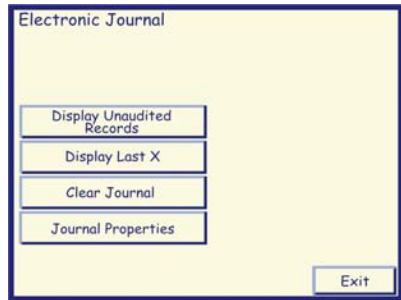 Electronic Journal
Display Unaudited
Records
Display Last X
Clear Journal
Journal Properties
Exit